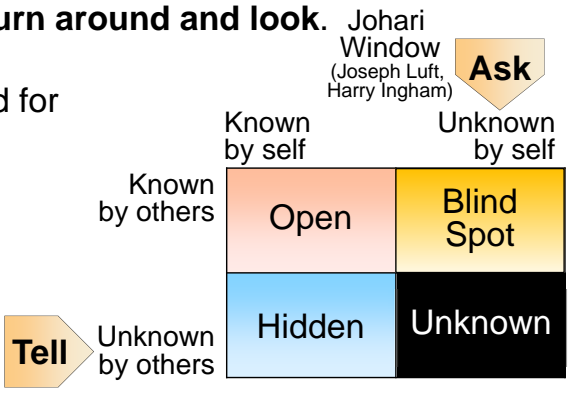 urn around and look.
Johari
Window
(Joseph Luft,
Harry Ingham)
Ask
d for
Known
by self
Unknown
by self
Known
by others
Open
Blind
Spot
Tell
Unknown
by others
Hidden
Unknown